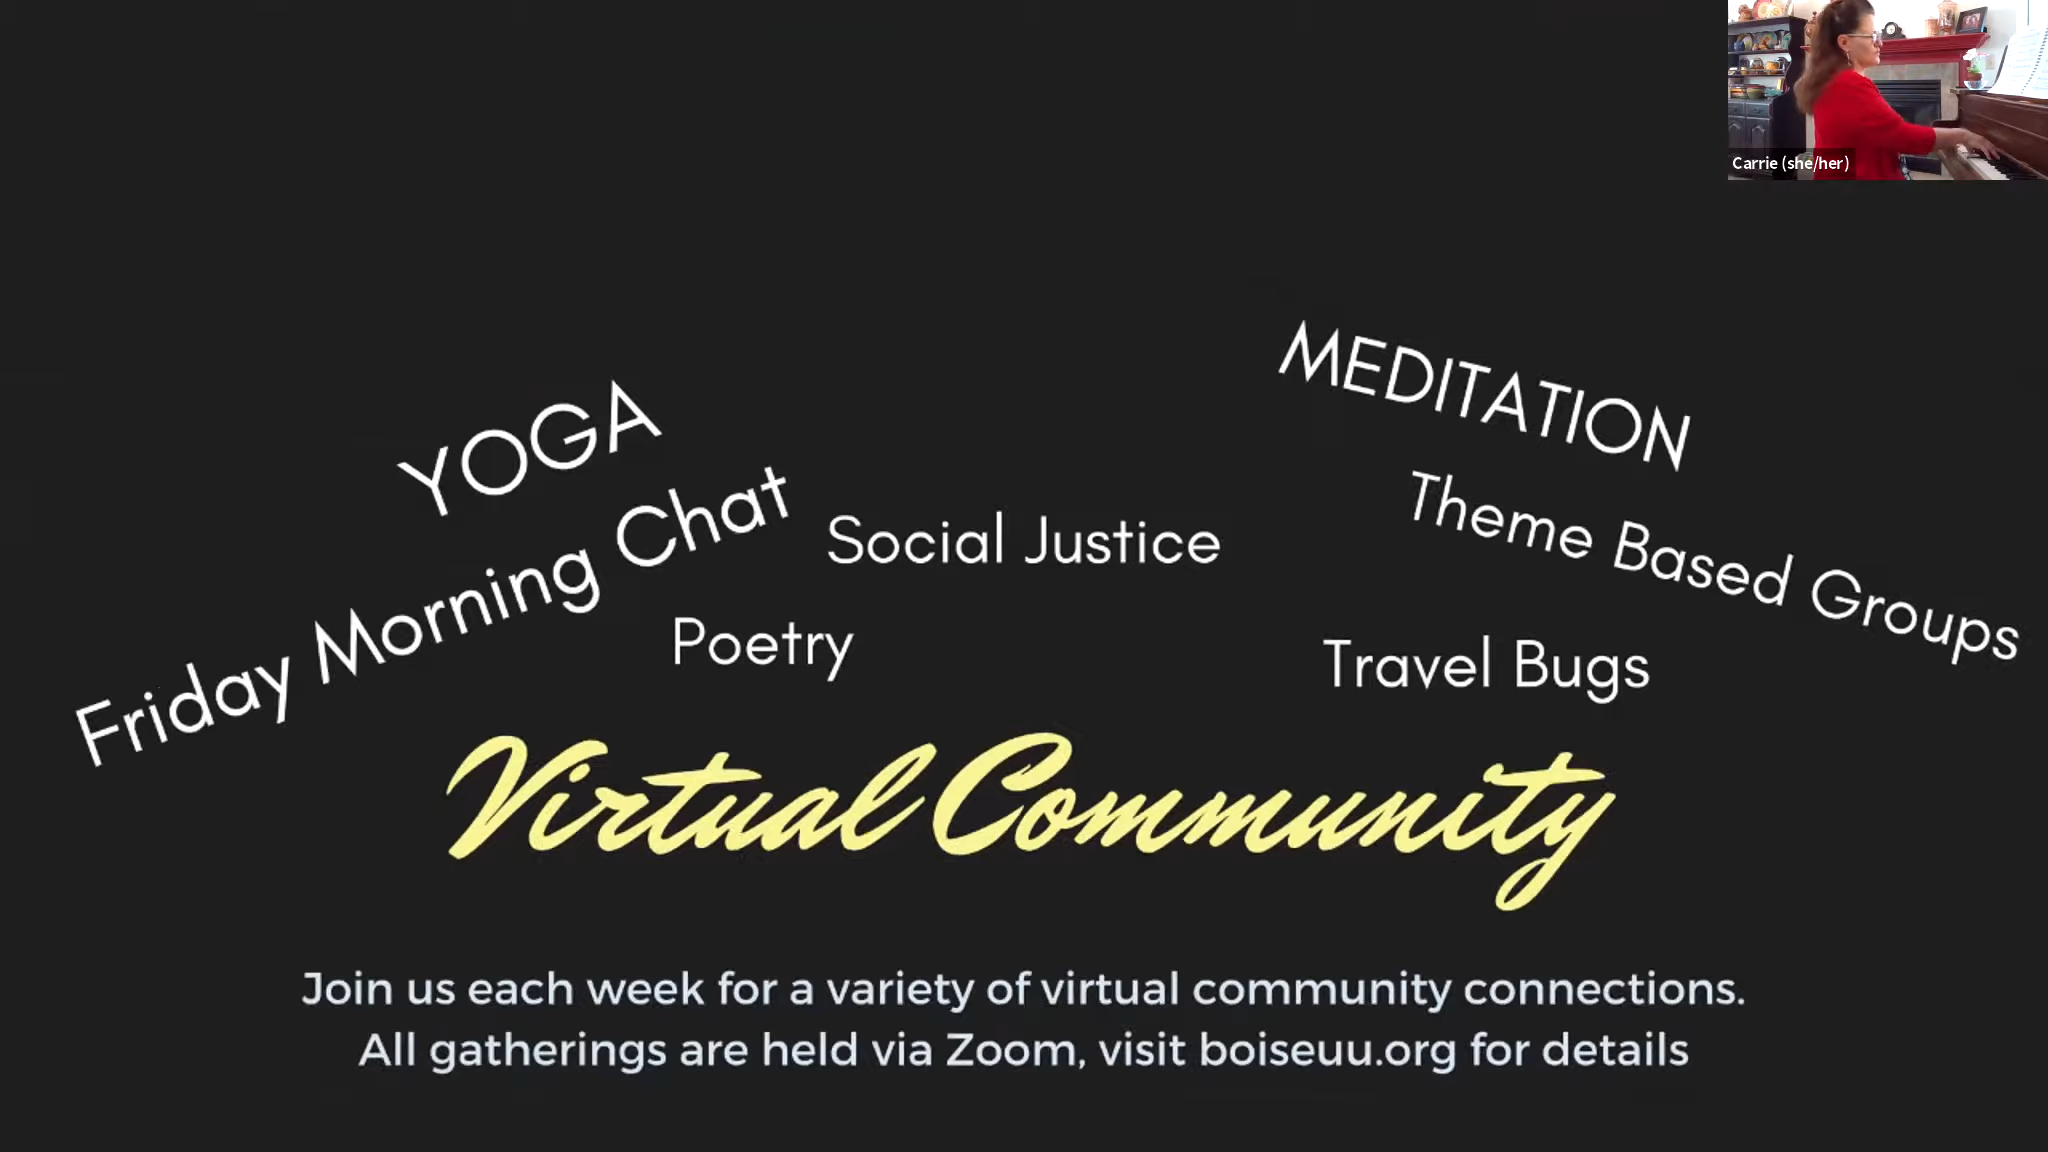 Carrie (she/her)
MEDITATION
YOGA
Theme Based Groups
Friday Morning Chat
Social Justice
Poetry
Travel Bugs
Virtual Community
Join us each week for a variety of virtual community connections.
All gatherings are held via Zoom, visit boiseuu.org for details